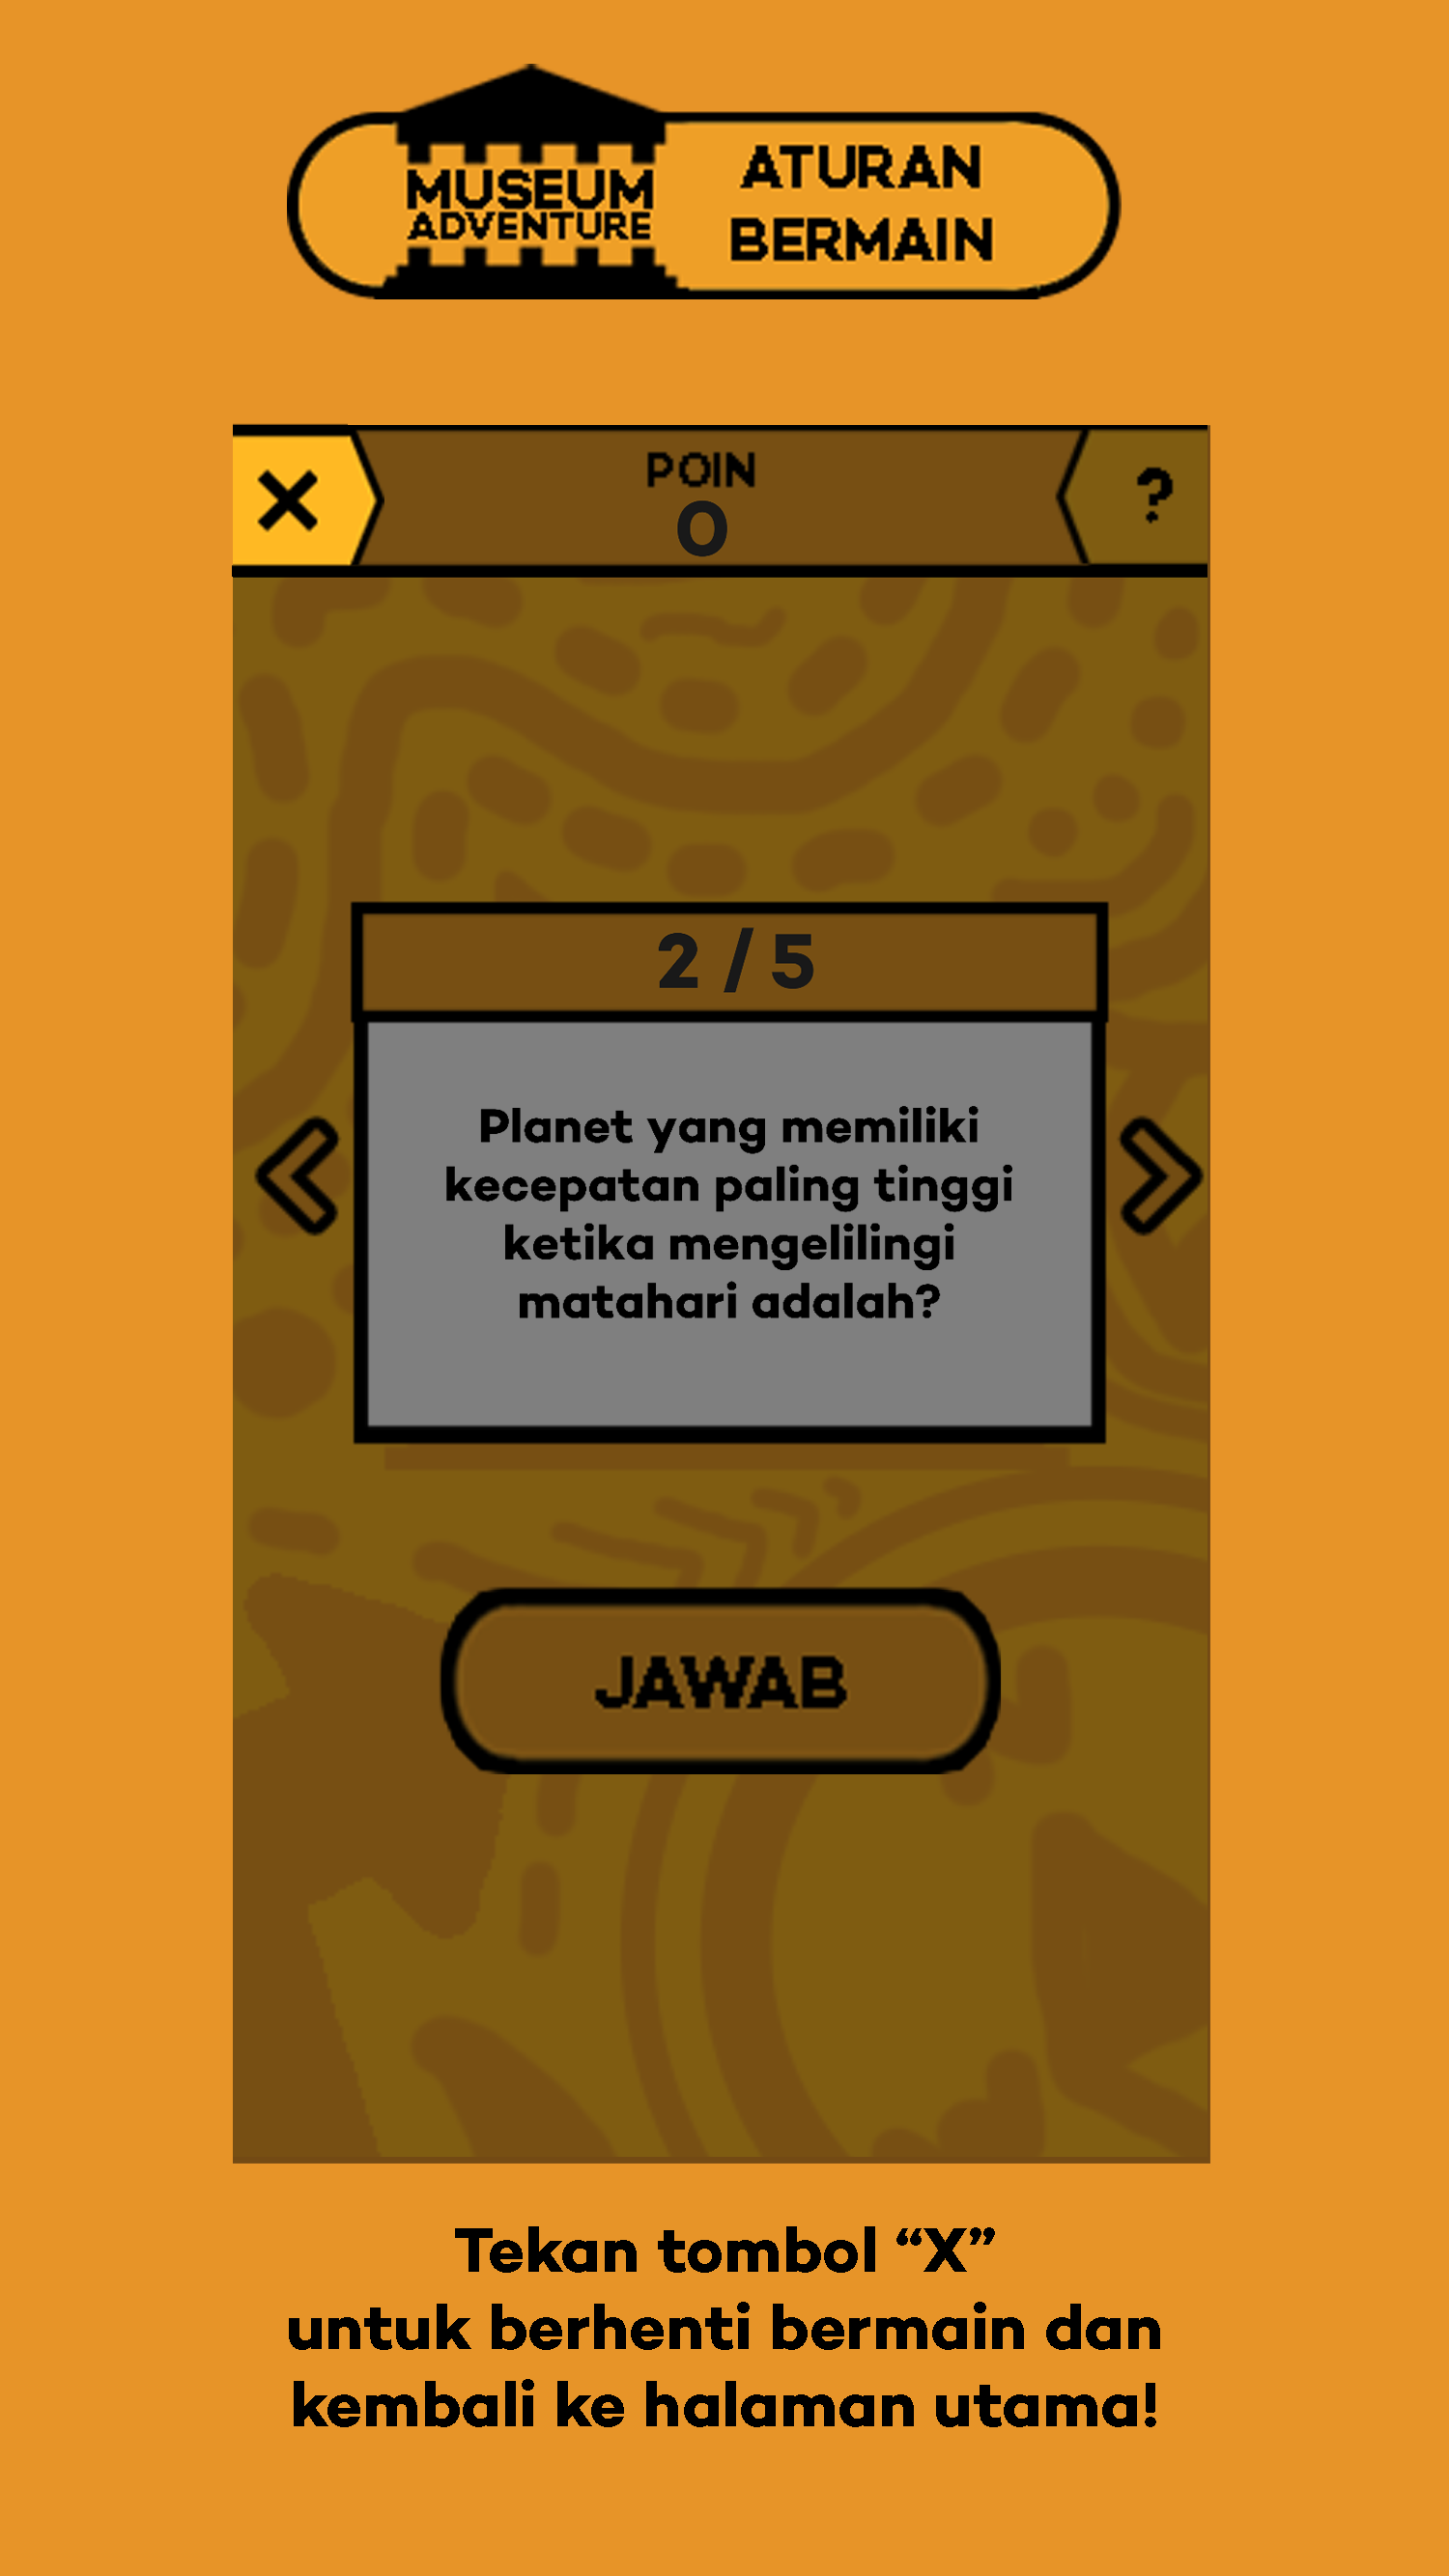 MUSEUM
ADVENTURE
ATURAN
BERMAIN
X
POIN
0
?
2 / 5
Planet yang memiliki
kecepatan paling tinggi
ketika mengelilingi
matahari adalah?
JAWAB
Tekan tombol “X”
untuk berhenti bermain dan
kembali ke halaman utama!